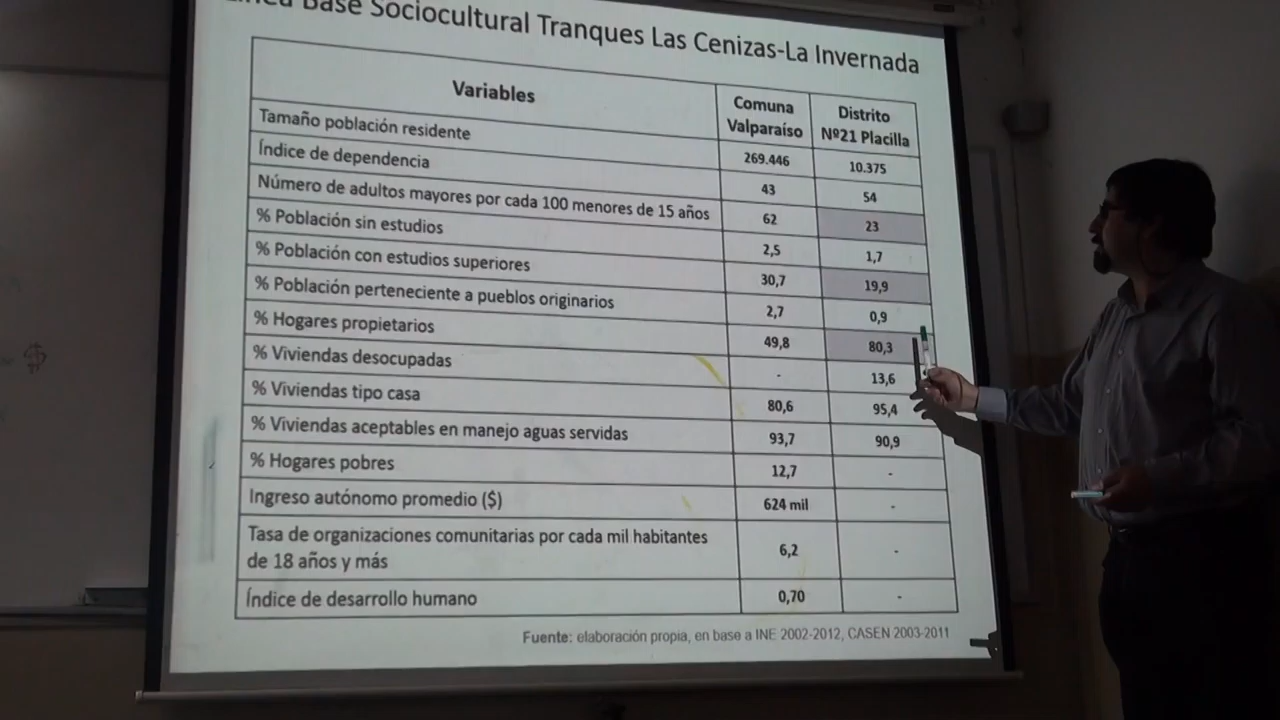 Línea Base Sociocultural Tranques Las Cenizas-La Invernada
Variables
Comuna
Valparaíso
Distrito
Nº21 Placilla
Tamaño población residente 269.446 10.375
Índice de dependencia 43 54
Número de adultos mayores por cada 100 menores de 15 años 62 23
% Población sin estudios 2,5 1,7
% Población con estudios superiores 30,7 19,9
% Población perteneciente a pueblos originarios 2,7 0,9
% Hogares propietarios 49,8 80,3
% Viviendas desocupadas - 13,6
% Viviendas tipo casa 80,6 95,4
% Viviendas aceptables en manejo aguas servidas 93,7 90,9
% Hogares pobres 12,7 -
Ingreso autónomo promedio ($) 624 mil -
Tasa de organizaciones comunitarias por cada mil habitantes
de 18 años y más 6,2 -
Índice de desarrollo humano 0,70 -
Fuente: elaboración propia, en base a INE 2002-2012, CASEN 2003-2011